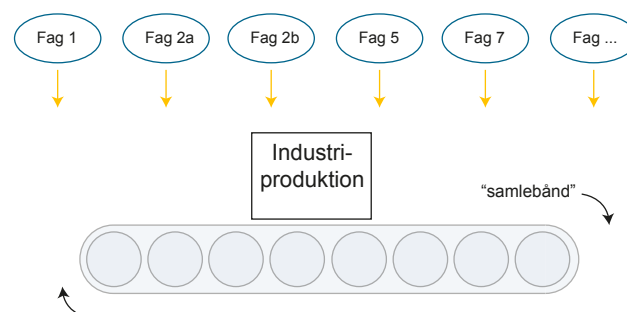 Fag 1
Fag 2a
Fag 2b
Fag 5
Fag 7
Fag ...
Industri-
produktion
“samlebånd”